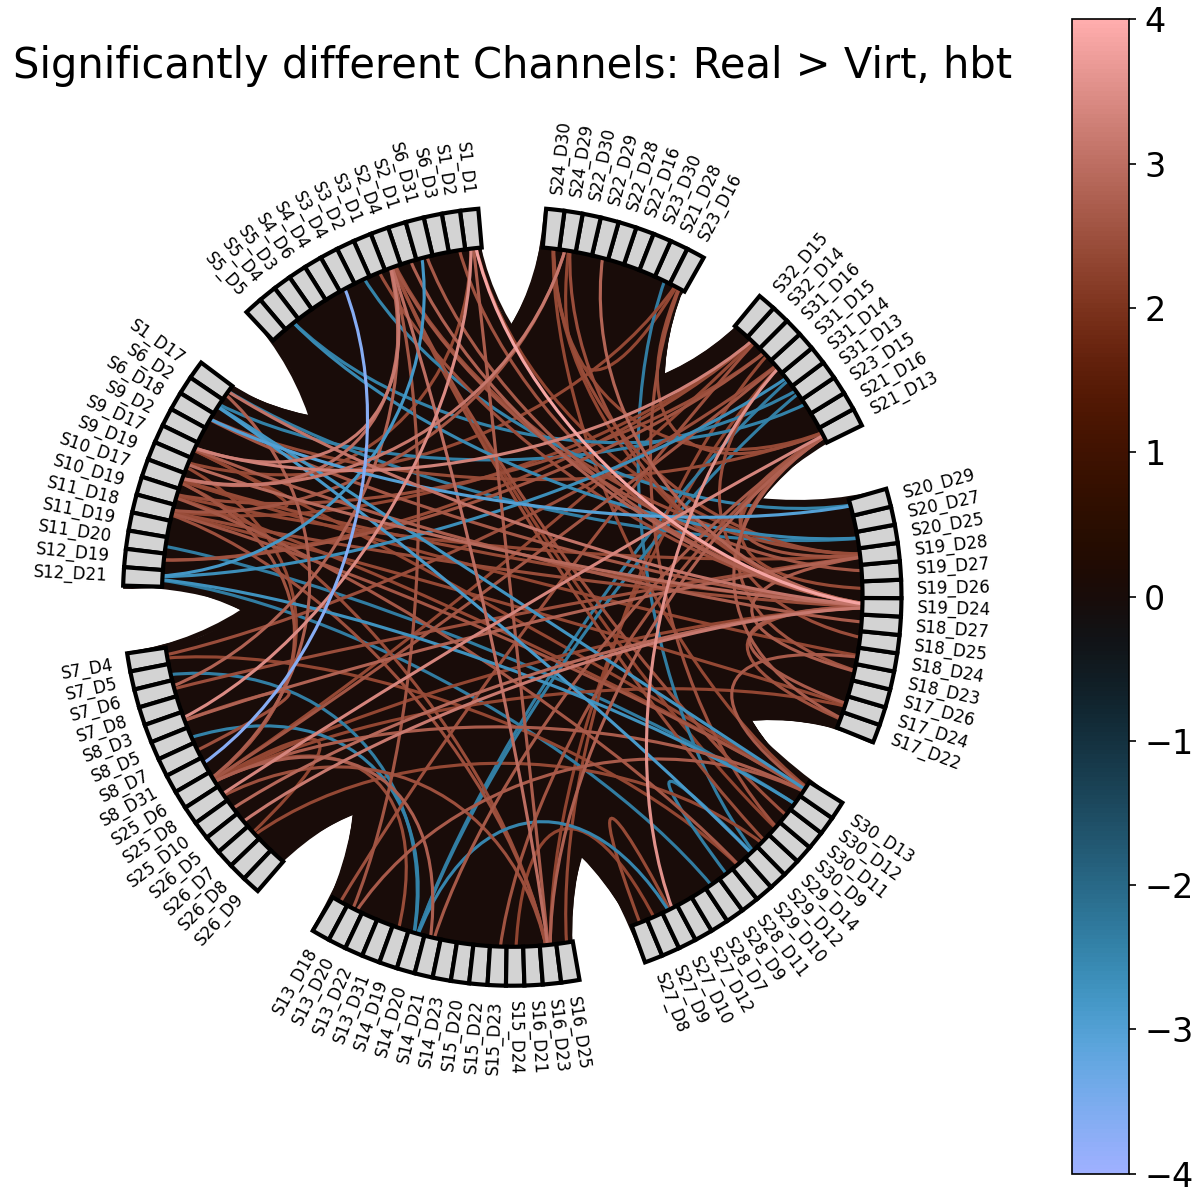 Significantly different Channels: Real > Virt, hbt
S24_D30
S24_D29
S22_D30
S22_D29
S22_D28
S22_D16
S23_D30
S21_D28
S23_D16
S32_D15
S32_D14
S31_D16
S31_D15
S31_D14
S31_D13
S23_D15
S21_D16
S21_D13
S20_D29
S20_D27
S20_D25
S19_D28
S19_D27
S19_D26
S19_D24
S18_D27
S18_D25
S18_D24
S18_D23
S17_D26
S17_D24
S17_D22
S30_D13
S30_D12
S30_D11
S30_D9
S29_D14
S29_D12
S29_D10
S28_D11
S28_D9
S28_D7
S27_D12
S27_D10
S27_D9
S27_D8
S16_D25
S16_D23
S16_D21
S15_D24
S15_D23
S15_D22
S15_D20
S14_D23
S14_D21
S14_D20
S14_D19
S13_D31
S13_D22
S13_D20
S13_D18
S26_D9
S26_D8
S26_D7
S26_D5
S25_D10
S25_D8
S25_D6
S8_D31
S8_D7
S8_D5
S8_D3
S7_D8
S7_D6
S7_D5
S7_D4
S12_D21
S12_D19
S11_D20
S11_D19
S11_D18
S10_D19
S10_D17
S9_D19
S9_D17
S9_D2
S6_D18
S6_D2
S1_D17
S5_D5
S5_D4
S5_D3
S4_D6
S4_D4
S3_D4
S3_D2
S3_D1
S2_D4
S2_D1
S6_D31
S6_D3
S1_D2
S1_D1
4
3
2
1
0
−1
−2
−3
−4